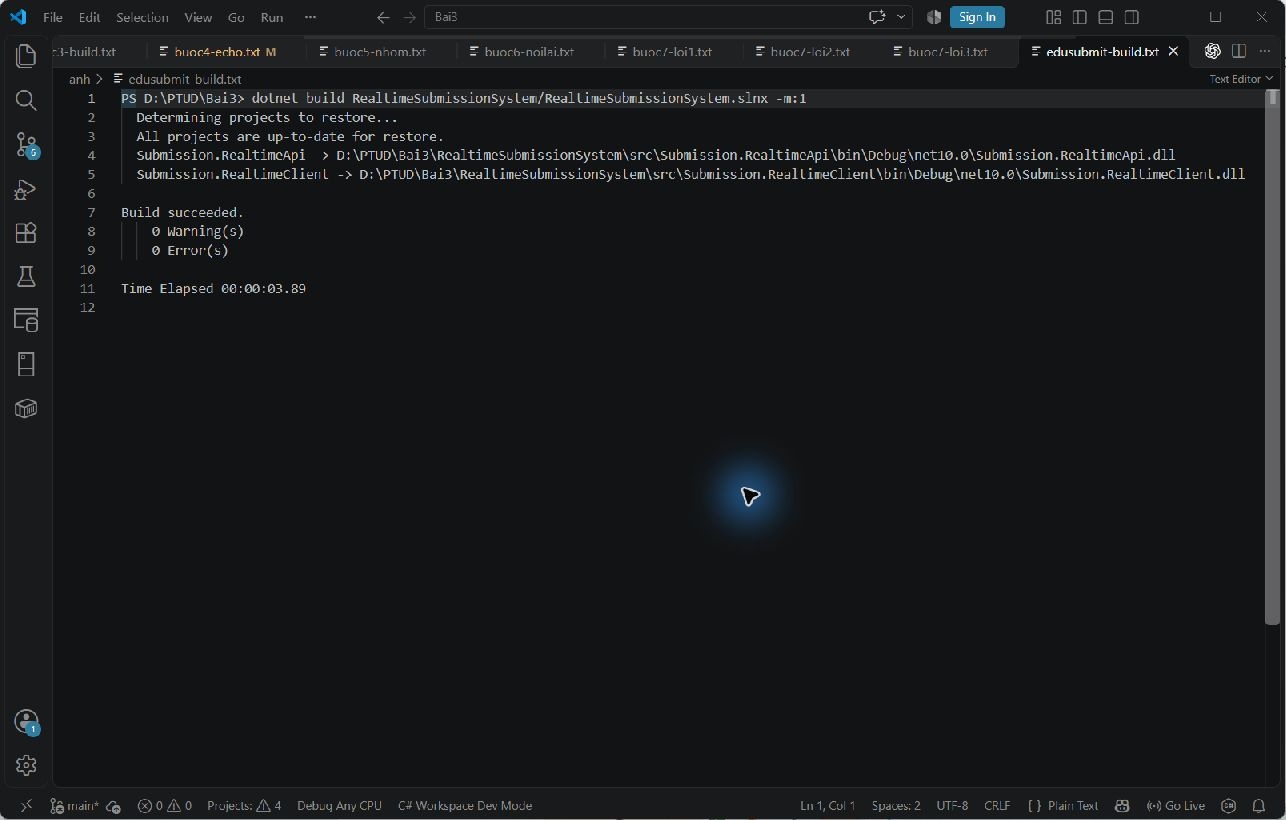 File Edit Selection View Go Run ··· Bai3 Sign In
c3-build.txt buoc4-echo.txt M buoc5-nhom.txt buoc6-noilai.txt buoc7-loi1.txt buoc7-loi2.txt buoc7-loi3.txt edusubmit-build.txt
anh > edusubmit-build.txt Text Editor
1 PS D:\PTUD\Bai3> dotnet build RealtimeSubmissionSystem/RealtimeSubmissionSystem.slnx -m:1
2 Determining projects to restore...
3 All projects are up-to-date for restore.
4 Submission.RealtimeApi -> D:\PTUD\Bai3\RealtimeSubmissionSystem\src\Submission.RealtimeApi\bin\Debug\net10.0\Submission.RealtimeApi.dll
5 Submission.RealtimeClient -> D:\PTUD\Bai3\RealtimeSubmissionSystem\src\Submission.RealtimeClient\bin\Debug\net10.0\Submission.RealtimeClient.dll
6
7 Build succeeded.
8 0 Warning(s)
9 0 Error(s)
10
11 Time Elapsed 00:00:03.89
12
5
1
main* 0 0 Projects: 4 Debug Any CPU C# Workspace Dev Mode Ln 1, Col 1 Spaces: 2 UTF-8 CRLF {} Plain Text Go Live